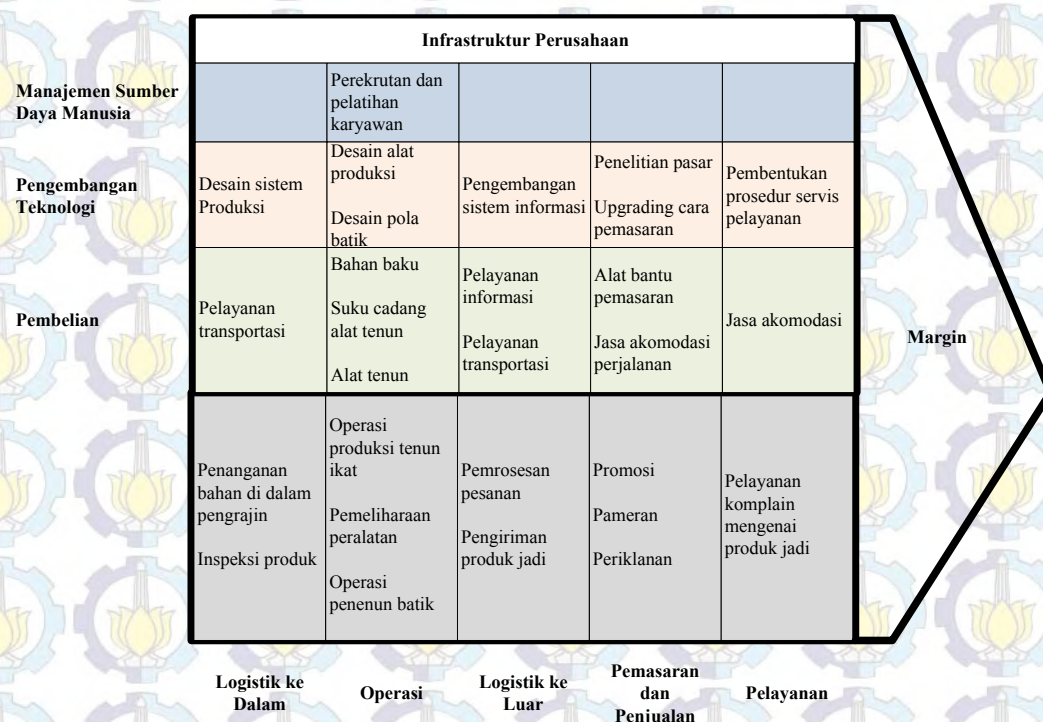 Infrastruktur Perusahaan
Manajemen Sumber
Daya Manusia
Perekrutan dan
pelatihan
karyawan
Pengembangan
Teknologi
Desain sistem
Produksi
Desain alat
produksi
Desain pola
batik
Pengembangan
sistem informasi
Penelitian pasar
Upgrading cara
pemasaran
Pembentukan
prosedur servis
pelayanan
Pembelian
Pelayanan
transportasi
Bahan baku
Suku cadang
alat tenun
Alat tenun
Pelayanan
informasi
Pelayanan
transportasi
Alat bantu
pemasaran
Jasa akomodasi
perjalanan
Jasa akomodasi
Margin
Penanganan
bahan di dalam
pengrajin
Inspeksi produk
Operasi
produksi tenun
ikat
Pemeliharaan
peralatan
Operasi
penenun batik
Pemrosesan
pesanan
Pengiriman
produk jadi
Promosi
Pameran
Periklanan
Pelayanan
komplain
mengenai
produk jadi
Logistik ke
Dalam
Operasi
Logistik ke
Luar
Pemasaran
dan
Penjualan
Pelayanan